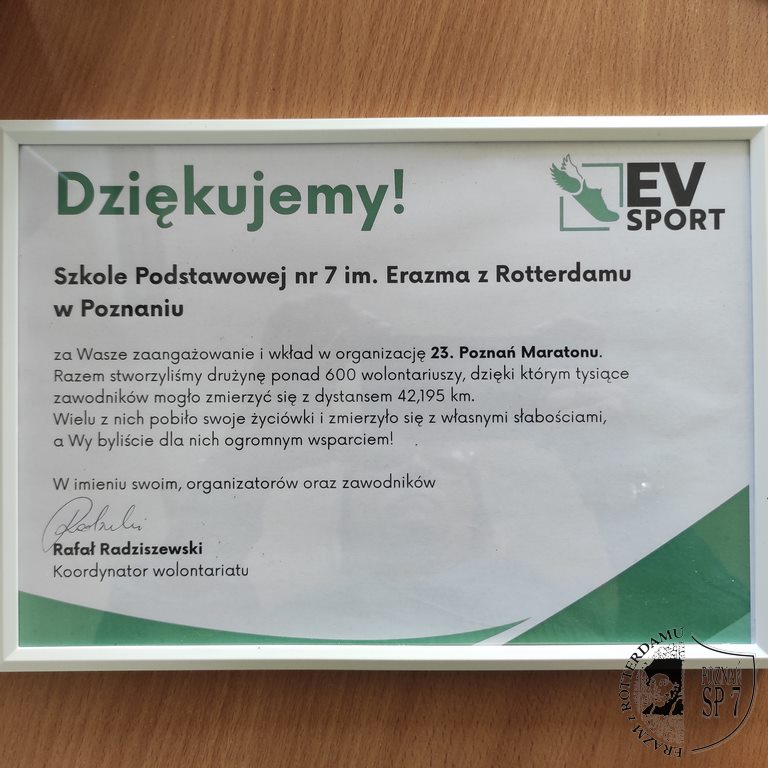 Dziękujemy!
EV
SPORT
Szkole Podstawowej nr 7 im. Erazma z Rotterdamu
w Poznaniu
za Wasze zaangażowanie i wkład w organizację 23. Poznań Maratonu.
Razem stworzyliśmy drużynę ponad 600 wolontariuszy, dzięki którym tysiące
zawodników mogło zmierzyć się z dystansem 42,195 km.
Wielu z nich pobiło swoje życiówki i zmierzyło się z własnymi słabościami,
a Wy byliście dla nich ogromnym wsparciem!
W imieniu swoim, organizatorów oraz zawodników
Rafał Radziszewski
Koordynator wolontariatu
ERAZM z ROTTERDAMU
POZNAŃ
SP 7